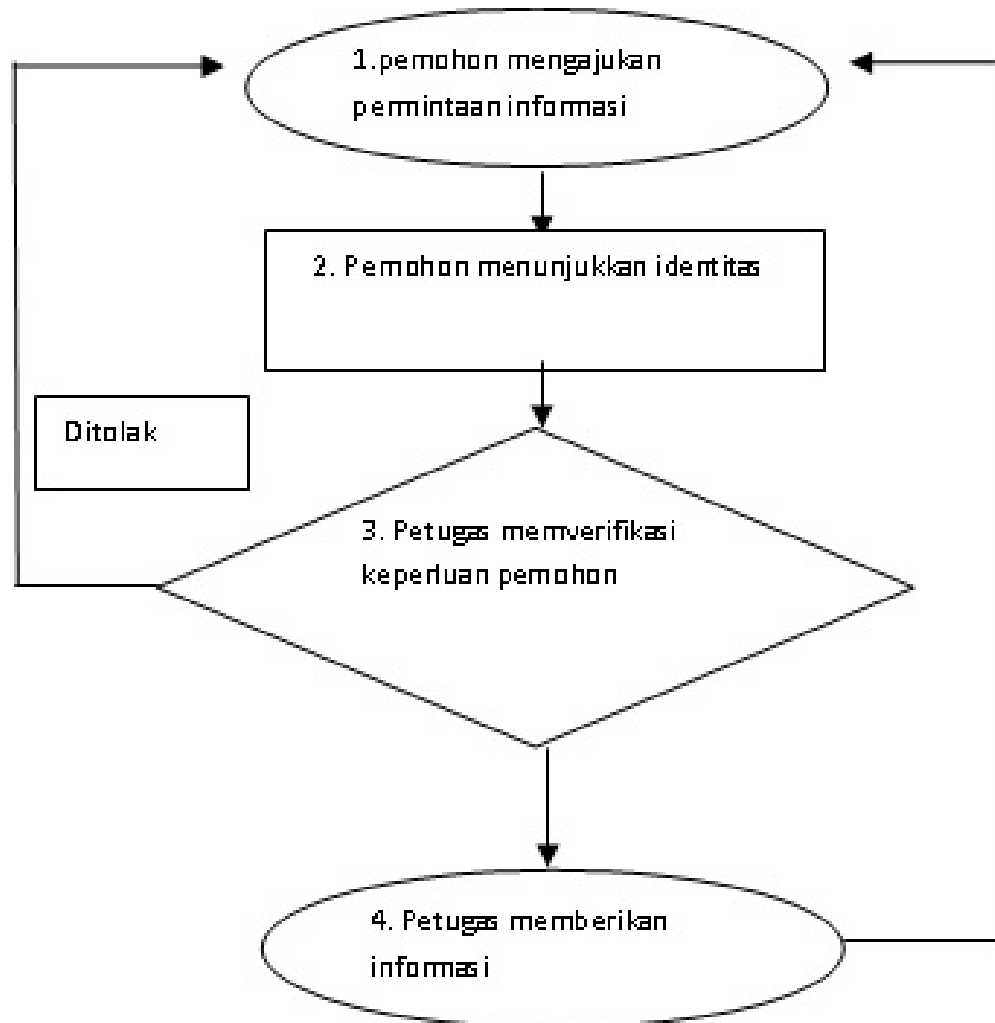 1.pemohon mengajukan
permintaan informasi
2. Pemohon menunjukkan identitas
Ditolak
3. Petugas memverifikasi
keperluan pemohon
4. Petugas memberikan
informasi